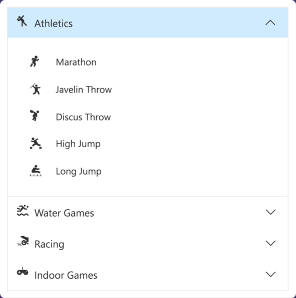 Athletics
Marathon
Javelin Throw
Discus Throw
High Jump
Long Jump
Water Games
Racing
Indoor Games